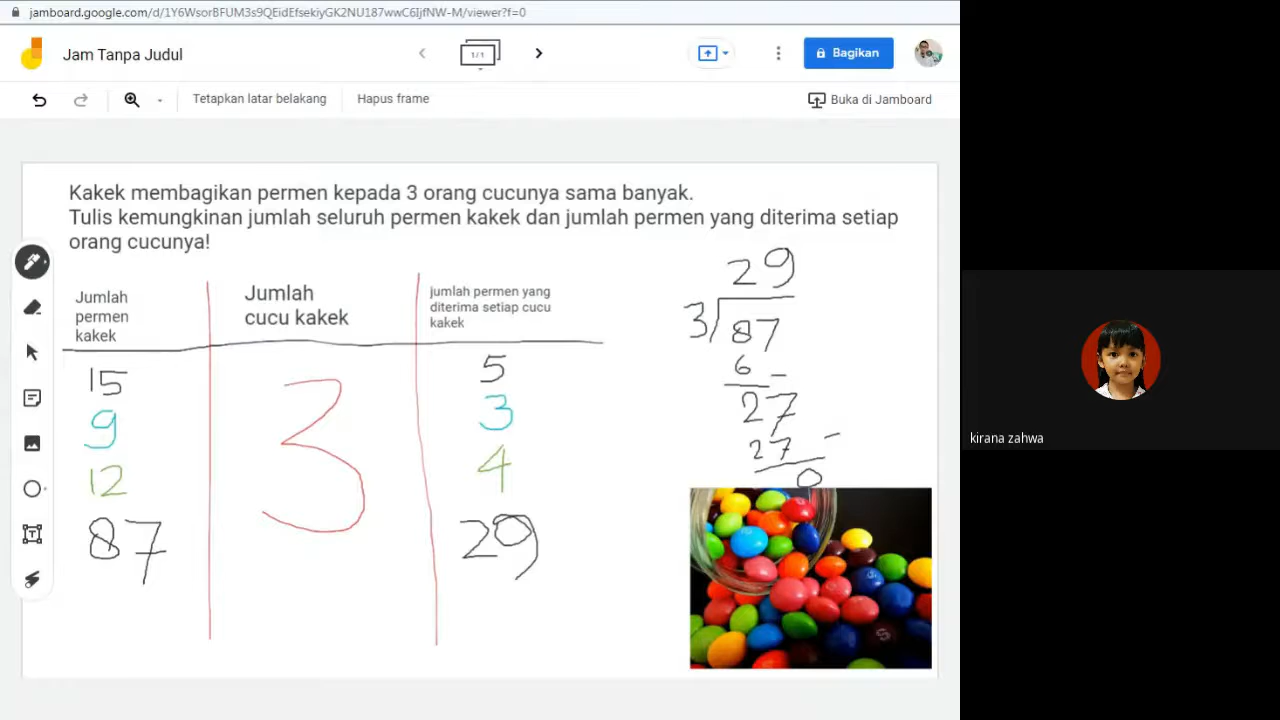 jamboard.google.com/d/1Y6WsorBFUM3s9QEidEfsekiyGK2NU187wwC6IjfNW-M/viewer?f=0
Jam Tanpa Judul
1/1
Bagikan
Tetapkan latar belakang
Hapus frame
Buka di Jamboard
Kakek membagikan permen kepada 3 orang cucunya sama banyak.
Tulis kemungkinan jumlah seluruh permen kakek dan jumlah permen yang diterima setiap
orang cucunya!
Jumlah
permen
kakek
Jumlah
cucu kakek
jumlah permen yang
diterima setiap cucu
kakek
15
9
12
87
3
5
3
4
29
29
3 87
6 -
27
27 -
0
kirana zahwa